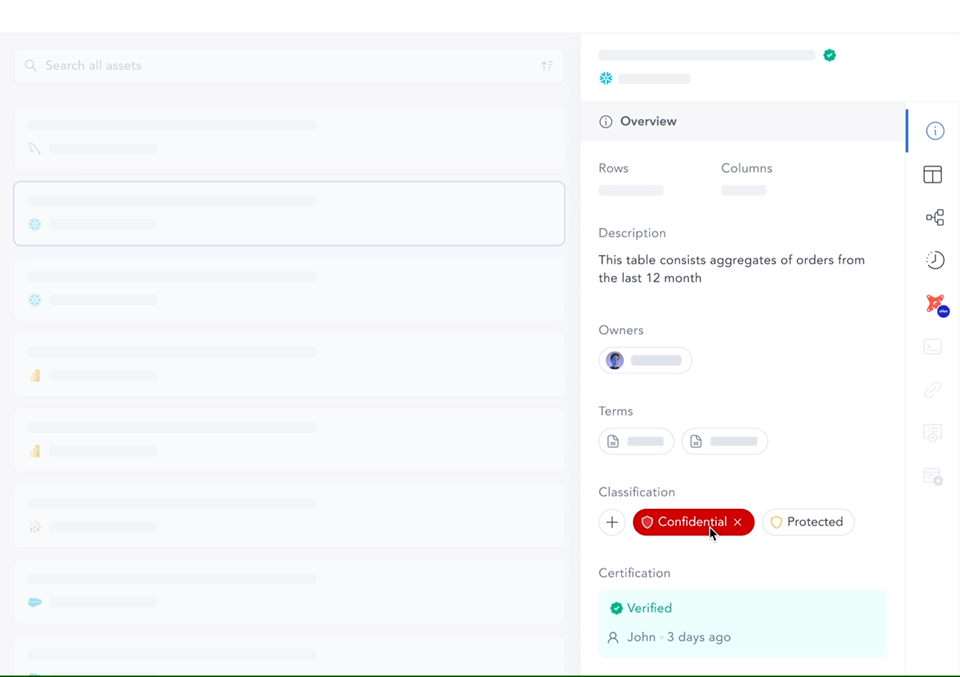 Search all assets
Overview
Rows Columns
Description
This table consists aggregates of orders from
the last 12 month
Owners
Terms
Classification
Confidential Protected
Certification
Verified
John · 3 days ago